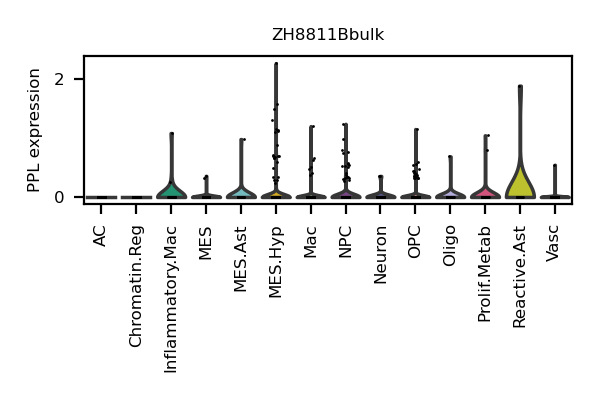 ZH8811Bbulk
PPL expression
2
0
AC
Chromatin.Reg
Inflammatory.Mac
MES
MES.Ast
MES.Hyp
Mac
NPC
Neuron
OPC
Oligo
Prolif.Metab
Reactive.Ast
Vasc